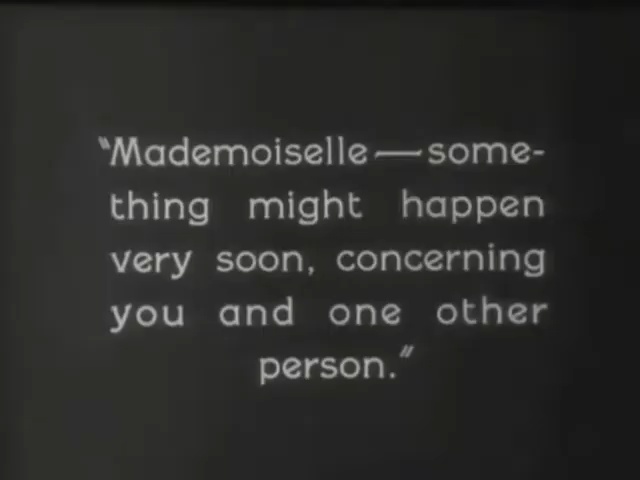 "Mademoiselle — some-
thing might happen
very soon, concerning
you and one other
person."